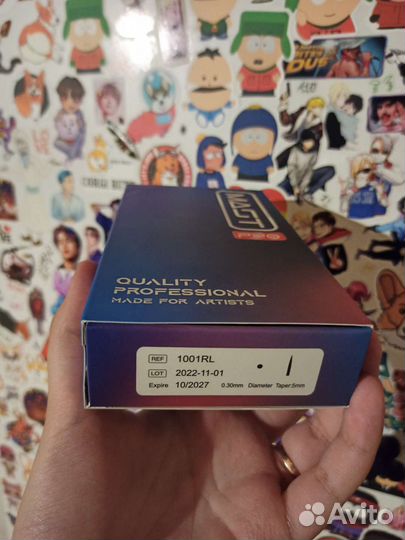 MAST
QUALITY
PROFESSIONAL
MADE FOR ARTISTS
REF 1001RL
LOT 2022-11-01
Expire 10/2027 0.30mm Diameter Taper:5mm
Avito